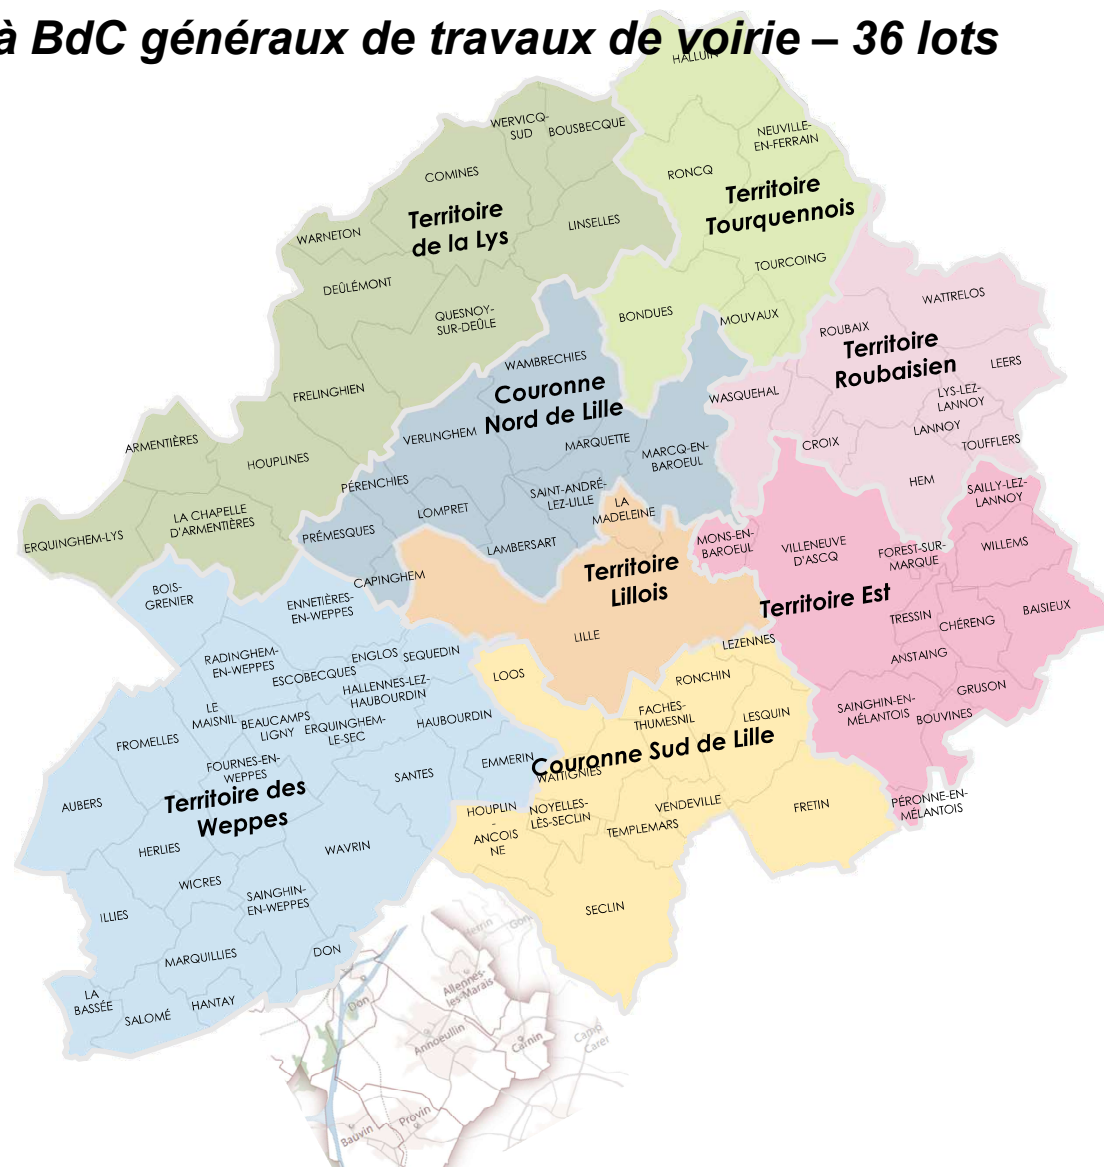 à BdC généraux de travaux de voirie – 36 lots
HALLUIN
WERVICQ-
SUD
BOUSBECQUE
NEUVILLE-
EN-FERRAIN
COMINES
RONCQ
Territoire
Tourquennois
Territoire
de la Lys
LINSELLES
WARNETON
TOURCOING
DEÛLÉMONT
QUESNOY-
SUR-DEÛLE
BONDUES
MOUVAUX
WATTRELOS
ROUBAIX
Territoire
Roubaisien
LEERS
WAMBRECHIES
Couronne
Nord de Lille
FRELINGHIEN
WASQUEHAL
LYS-LEZ-
LANNOY
LANNOY
TOUFFLERS
CROIX
HEM
VERLINGHEM
MARQUETTE
MARCQ-EN-
BAROEUL
ARMENTIÈRES
HOUPLINES
PÉRENCHIES
SAINT-ANDRÉ-
LEZ-LILLE
LA
MADELEINE
LOMPRET
SAILLY-LEZ-
LANNOY
LA CHAPELLE
D'ARMENTIÈRES
ERQUINGHEM-LYS
PRÉMESQUES
LAMBERSART
MONS-EN-
BAROEUL
VILLENEUVE
D'ASCQ
FOREST-SUR-
MARQUE
WILLEMS
CAPINGHEM
Territoire
Lillois
Territoire Est
BOIS-
GRENIER
ENNETIÈRES-
EN-WEPPES
LILLE
TRESSIN
CHÉRENG
BAISIEUX
LEZENNES
ANSTAING
RADINGHEM-
EN-WEPPES
ENGLOS
SEQUEDIN
ESCOBECQUES
HALLENNES-LEZ-
HAUBOURDIN
LOOS
RONCHIN
GRUSON
LE
MAISNIL
BEAUCAMPS
LIGNY
ERQUINGHEM-
LE-SEC
HAUBOURDIN
FACHES-
THUMESNIL
LESQUIN
SAINGHIN-EN-
MÉLANTOIS
BOUVINES
FROMELLES
FOURNES-EN-
WEPPES
SANTES
EMMERIN
Couronne Sud de Lille
WATTIGNIES
AUBERS
Territoire des
Weppes
HOUPLIN
-
ANCOIS
NE
NOYELLES-
LÈS-SECLIN
VENDEVILLE
TEMPLEMARS
FRETIN
PÉRONNE-EN-
MÉLANTOIS
HERLIES
WAVRIN
WICRES
SAINGHIN-
EN-WEPPES
ILLIES
SECLIN
MARQUILLIES
DON
LA
BASSÉE
SALOMÉ
HANTAY
Herrin
Gon
Allennes-
les-Marais
Don
Annoeullin
Carnin
Camp
Carer
Provin
Bauvin